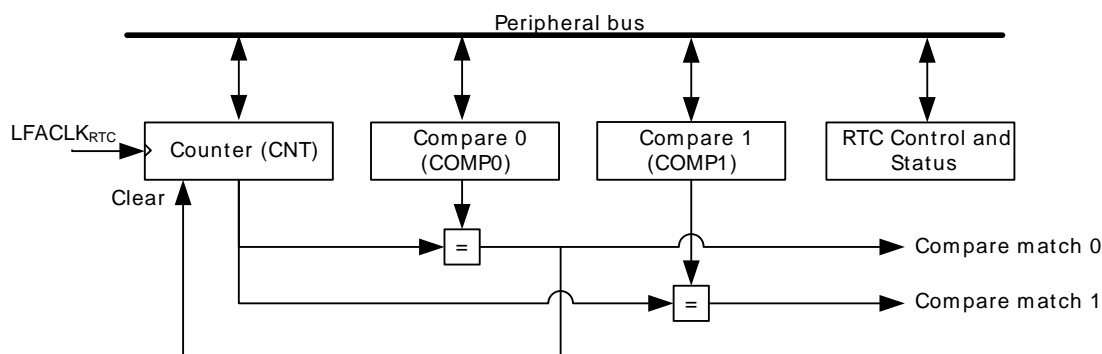 Peripheral bus
LFACLKRTC
Counter (CNT)
Compare 0
(COMP0)
Compare 1
(COMP1)
RTC Control and
Status
Clear
=
Compare match 0
=
Compare match 1